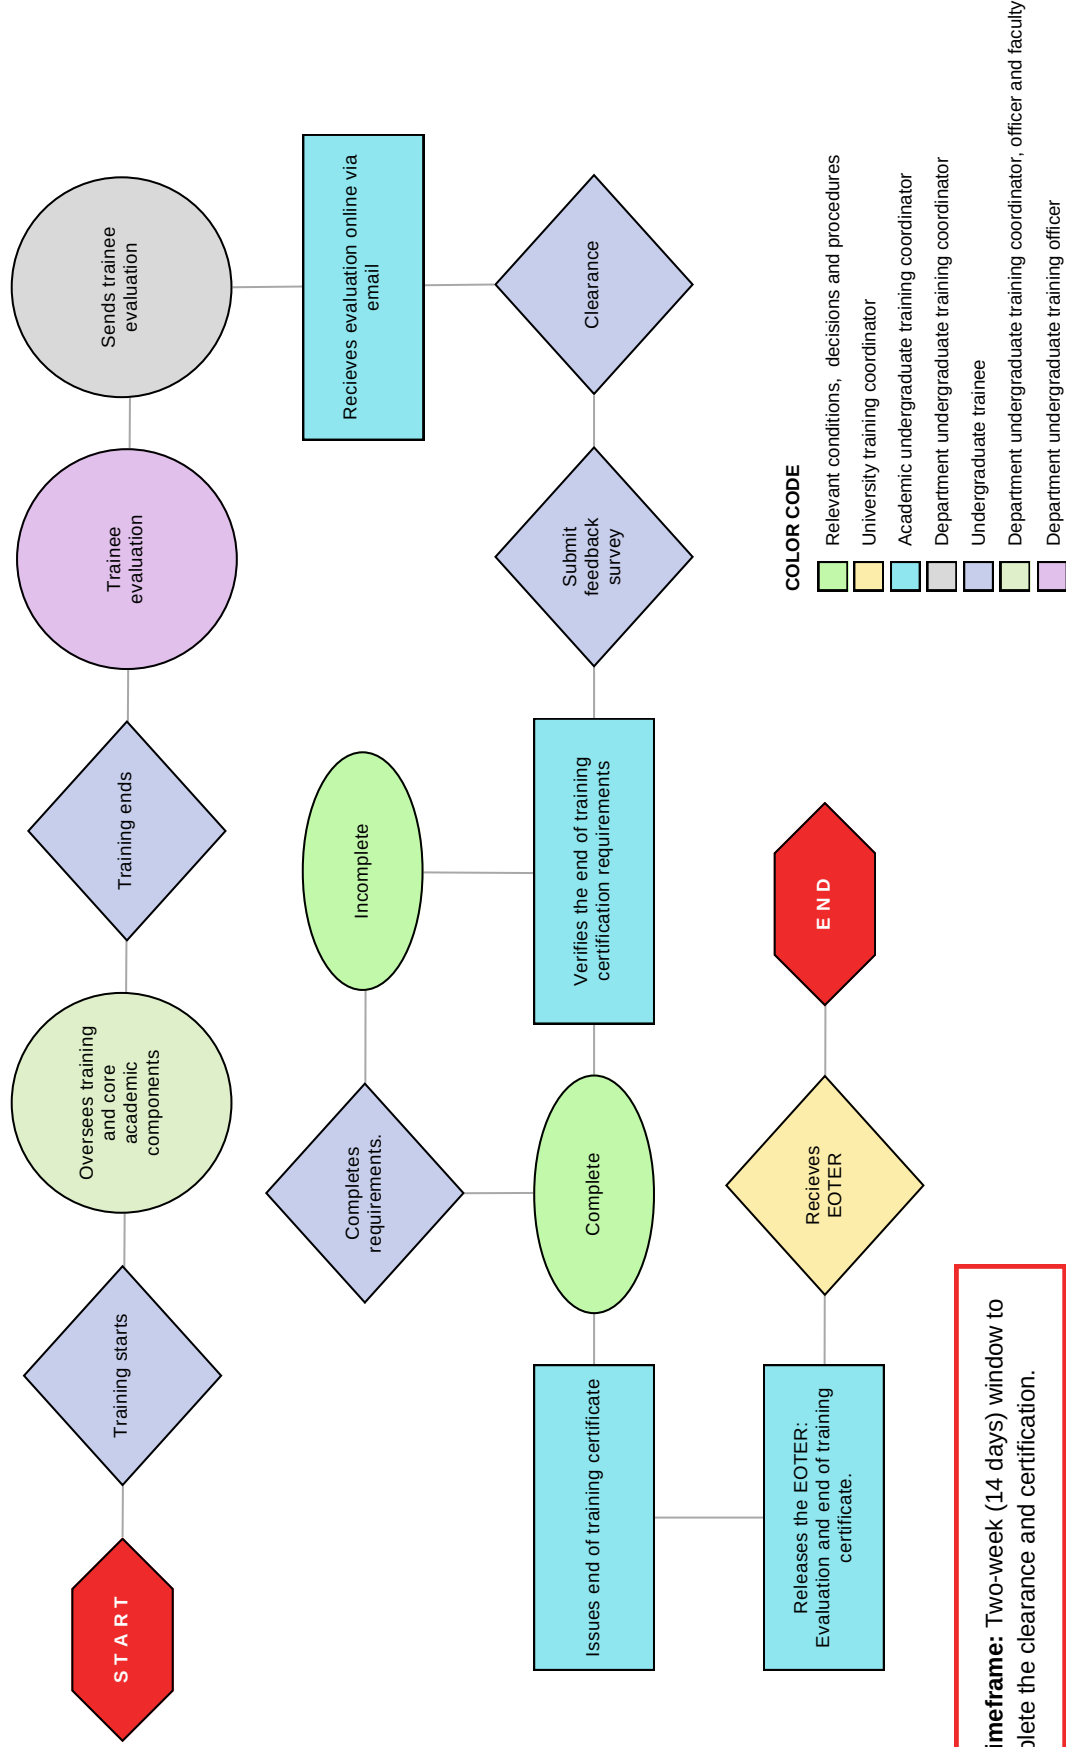 START
Training starts
Oversees training
and core
academic
components
Training ends
Trainee
evaluation
Sends trainee
evaluation
Recieves evaluation online via
email
Clearance
Submit
feedback
survey
Verifies the end of training
certification requirements
Incomplete
Completes
requirements.
Complete
Issues end of training certificate
Releases the EOTER:
Evaluation and end of training
certificate.
Recieves
EOTER
END
COLOR CODE
Relevant conditions, decisions and procedures
University training coordinator
Academic undergraduate training coordinator
Department undergraduate training coordinator
Undergraduate trainee
Department undergraduate training coordinator, officer and faculty
Department undergraduate training officer
imeframe: Two-week (14 days) window to
plete the clearance and certification.